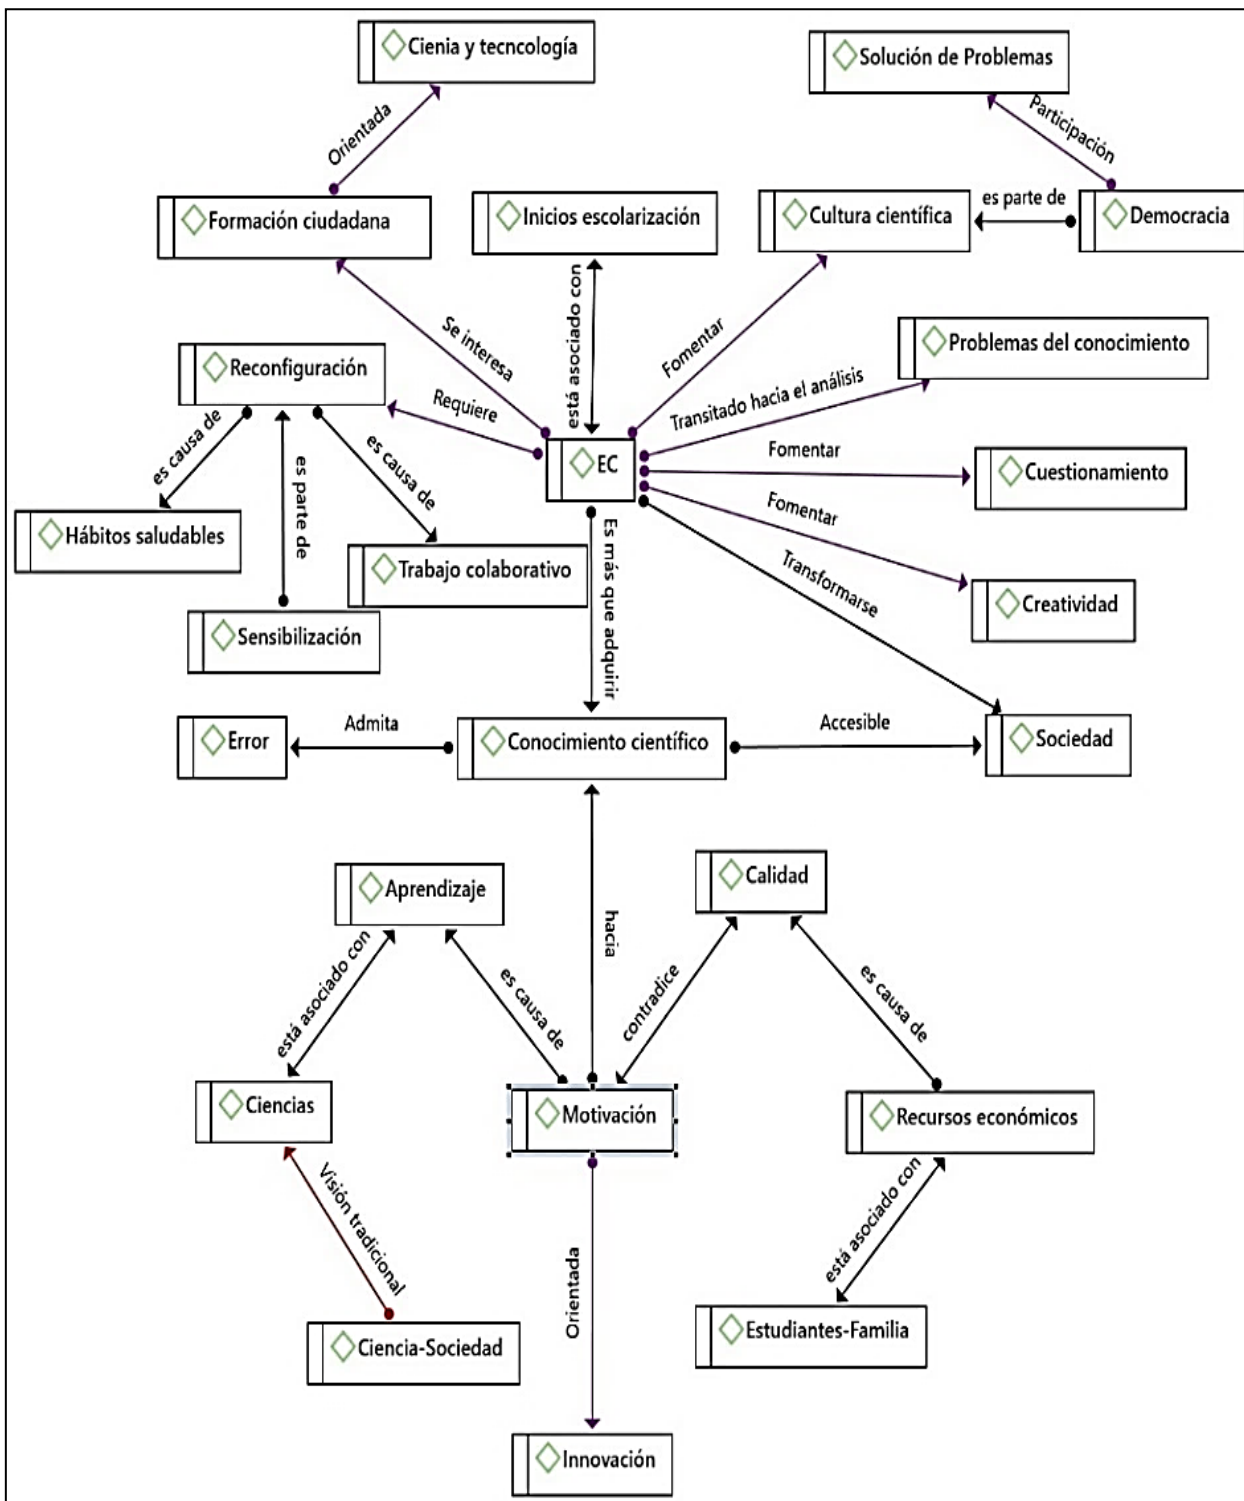 Cienia y tecncología
Solución de Problemas
Orientada
Participación
Formación ciudadana
Inicios escolarización
Cultura científica
es parte de
Democracia
Se interesa
está asociado con
Fomentar
Problemas del conocimiento
Reconfiguración
Requiere
Transitado hacia el análisis
es causa de
es parte de
es causa de
EC
Fomentar
Cuestionamiento
Hábitos saludables
Trabajo colaborativo
Es más que adquirir
Fomentar
Transformarse
Creatividad
Sensibilización
Error
Admita
Conocimiento científico
Accesible
Sociedad
Aprendizaje
Calidad
está asociado con
es causa de
hacia
contradice
es causa de
Ciencias
Motivación
Recursos económicos
Visión tradicional
Orientada
está asociado con
Ciencia-Sociedad
Estudiantes-Familia
Innovación